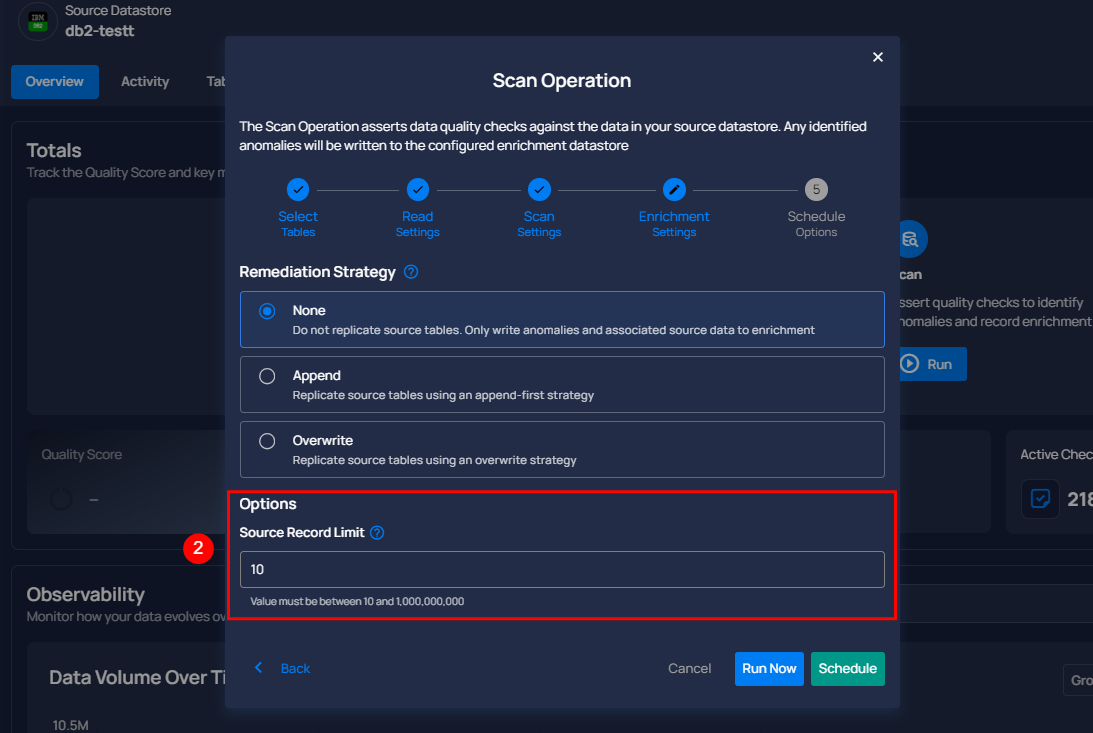 IBM
DB2
Source Datastore
db2-testt
Overview
Activity
Tab
Totals
Track the Quality Score and key m
Quality Score
–
Observability
Monitor how your data evolves ov
Data Volume Over Ti
10.5M
Scan Operation
The Scan Operation asserts data quality checks against the data in your source datastore. Any identified
anomalies will be written to the configured enrichment datastore
Select
Tables
Read
Settings
Scan
Settings
Enrichment
Settings
5
Schedule
Options
Remediation Strategy ?
None
Do not replicate source tables. Only write anomalies and associated source data to enrichment
Append
Replicate source tables using an append-first strategy
Overwrite
Replicate source tables using an overwrite strategy
2
Options
Source Record Limit ?
10
Value must be between 10 and 1,000,000,000
Back
Cancel
Run Now
Schedule
can
ssert quality checks to identify
nomalies and record enrichment
Run
Active Chec
218
Gro